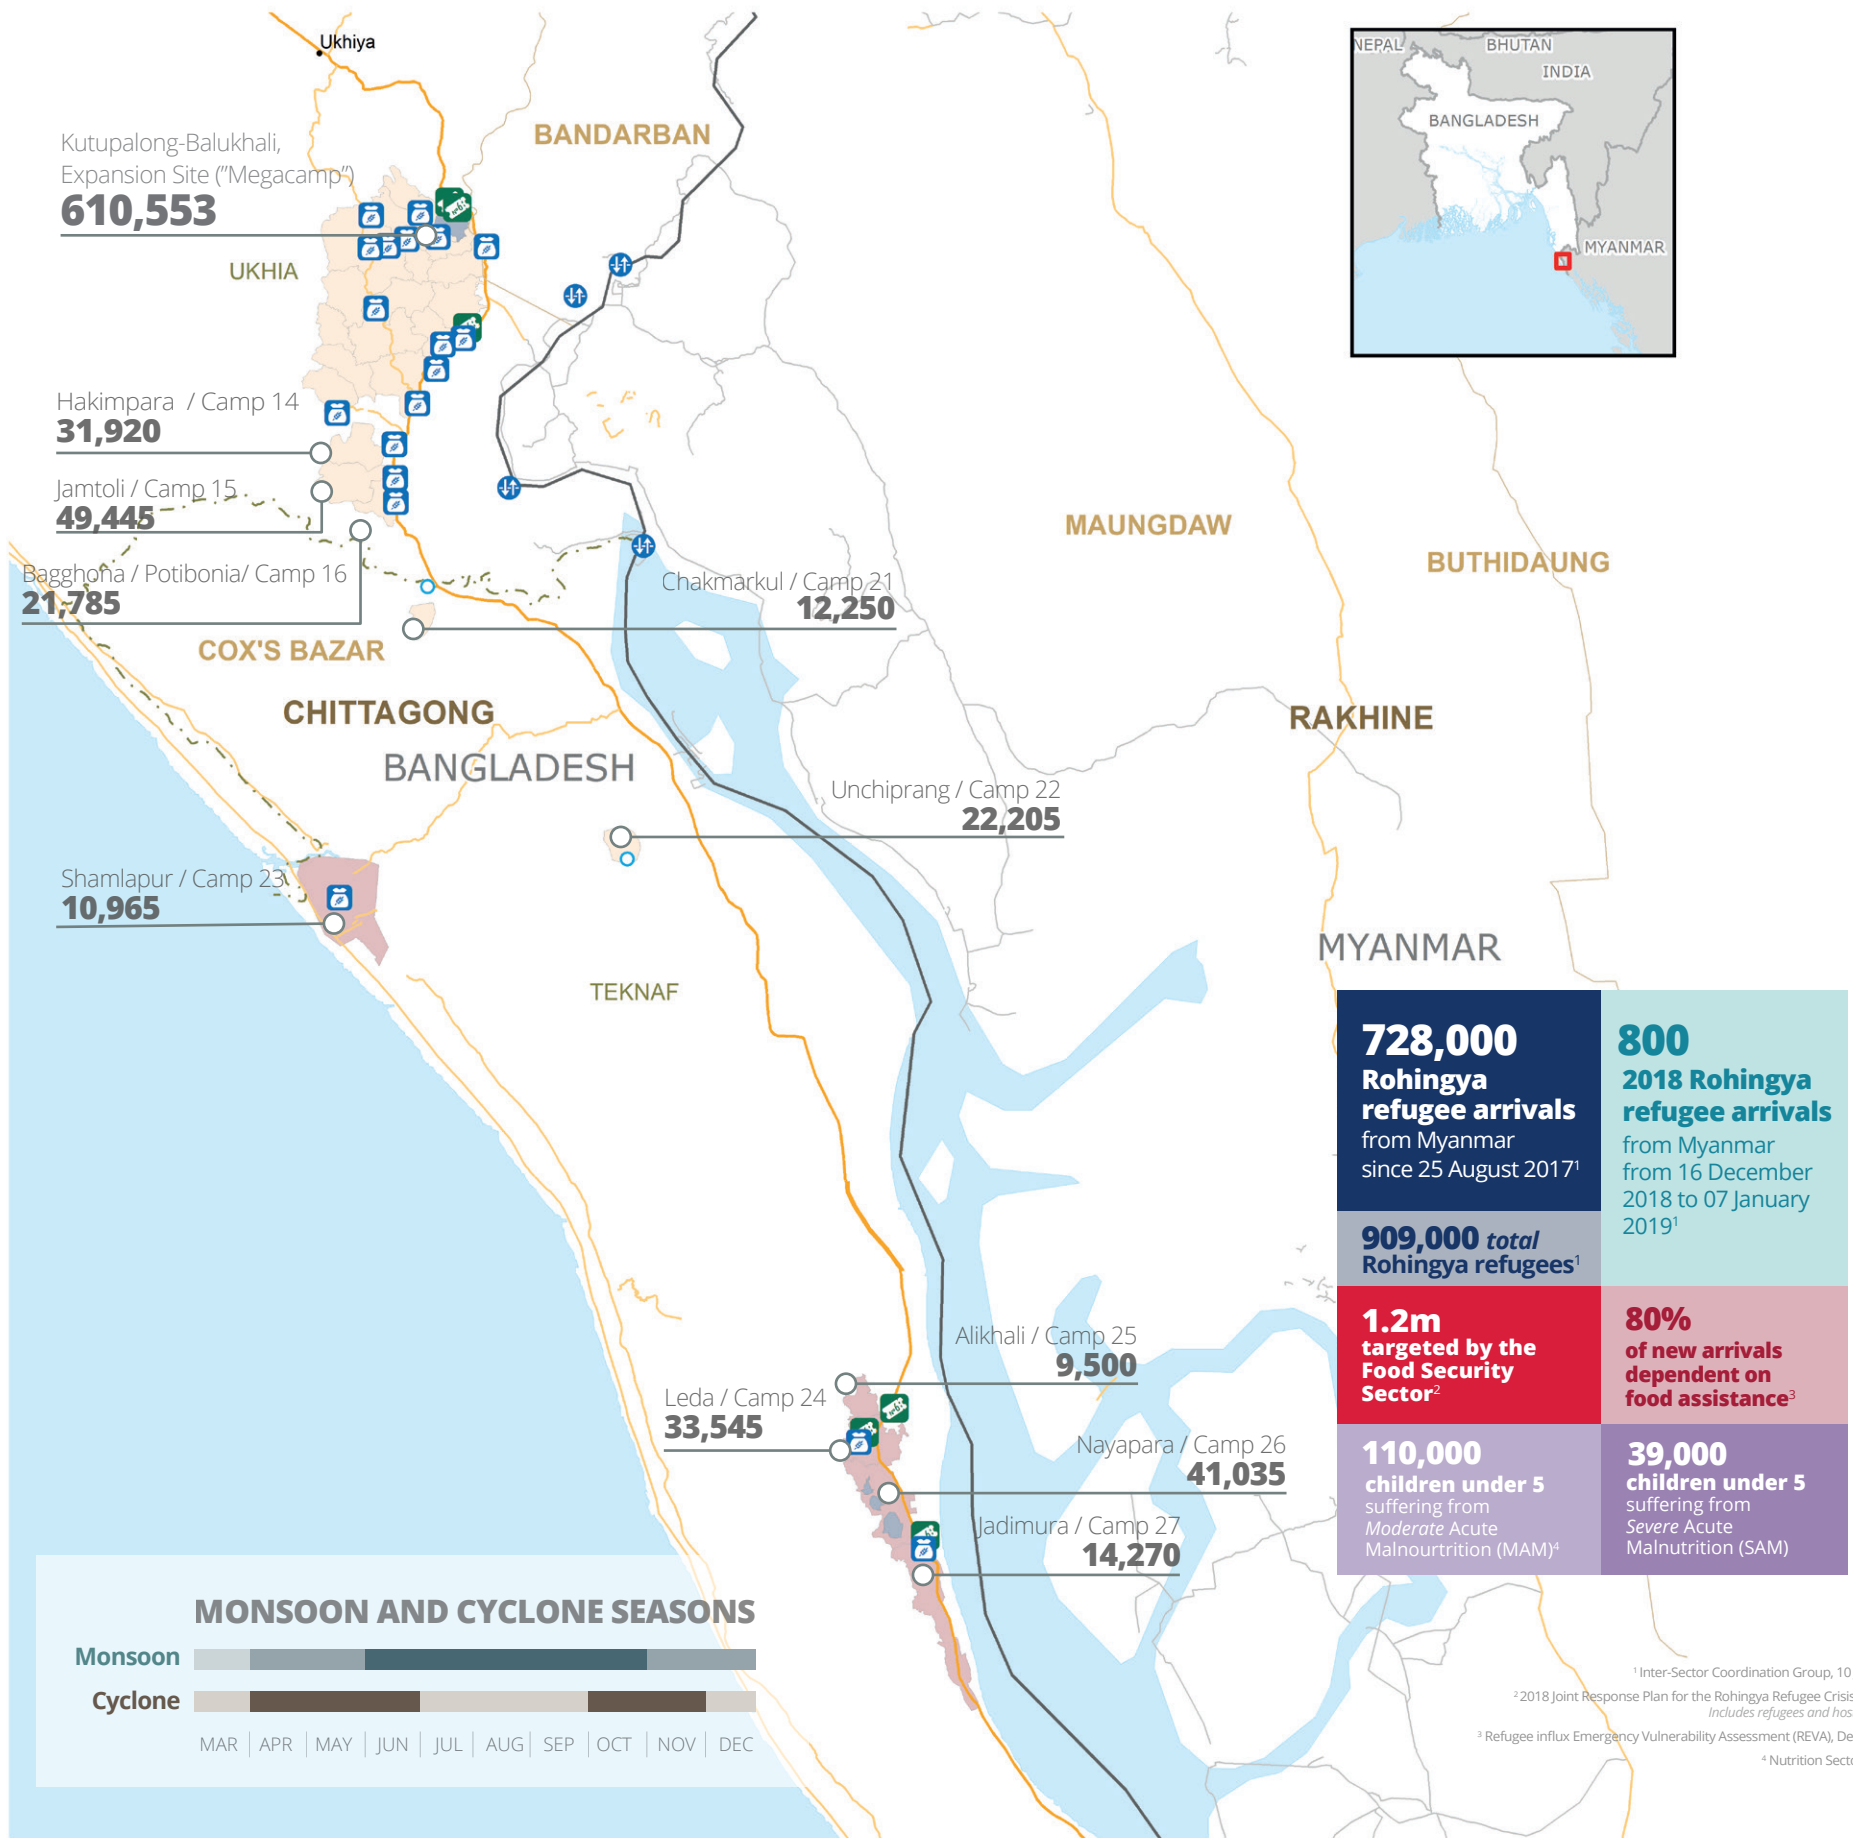 Ukhiya
Kutupalong-Balukhali,
Expansion Site ("Megacamp")
610,553
BANDARBAN
UKHIA
NEPAL
BHUTAN
INDIA
BANGLADESH
MYANMAR
Hakimpara / Camp 14
31,920
Jamtoli / Camp 15
49,445
Bagghona / Potibonia/ Camp 16
21,785
Chakmarkul / Camp 21
12,250
MAUNGDAW
BUTHIDAUNG
COX'S BAZAR
CHITTAGONG
BANGLADESH
RAKHINE
Unchiprang / Camp 22
22,205
Shamlapur / Camp 23
10,965
TEKNAF
MYANMAR
728,000
Rohingya
refugee arrivals
from Myanmar
since 25 August 2017¹
800
2018 Rohingya
refugee arrivals
from Myanmar
from 16 December
2018 to 07 January
2019¹
909,000 total
Rohingya refugees¹
1.2m
targeted by the
Food Security
Sector²
80%
of new arrivals
dependent on
food assistance³
110,000
children under 5
suffering from
Moderate Acute
Malnourtrition (MAM)⁴
39,000
children under 5
suffering from
Severe Acute
Malnutrition (SAM)
Alikhali / Camp 25
9,500
Leda / Camp 24
33,545
Nayapara / Camp 26
41,035
Jadimura / Camp 27
14,270
MONSOON AND CYCLONE SEASONS
Monsoon
Cyclone
MAR APR MAY JUN JUL AUG SEP OCT NOV DEC
¹ Inter-Sector Coordination Group, 10
² 2018 Joint Response Plan for the Rohingya Refugee Crisis
Includes refugees and hos
³ Refugee influx Emergency Vulnerability Assessment (REVA), De
⁴ Nutrition Secto